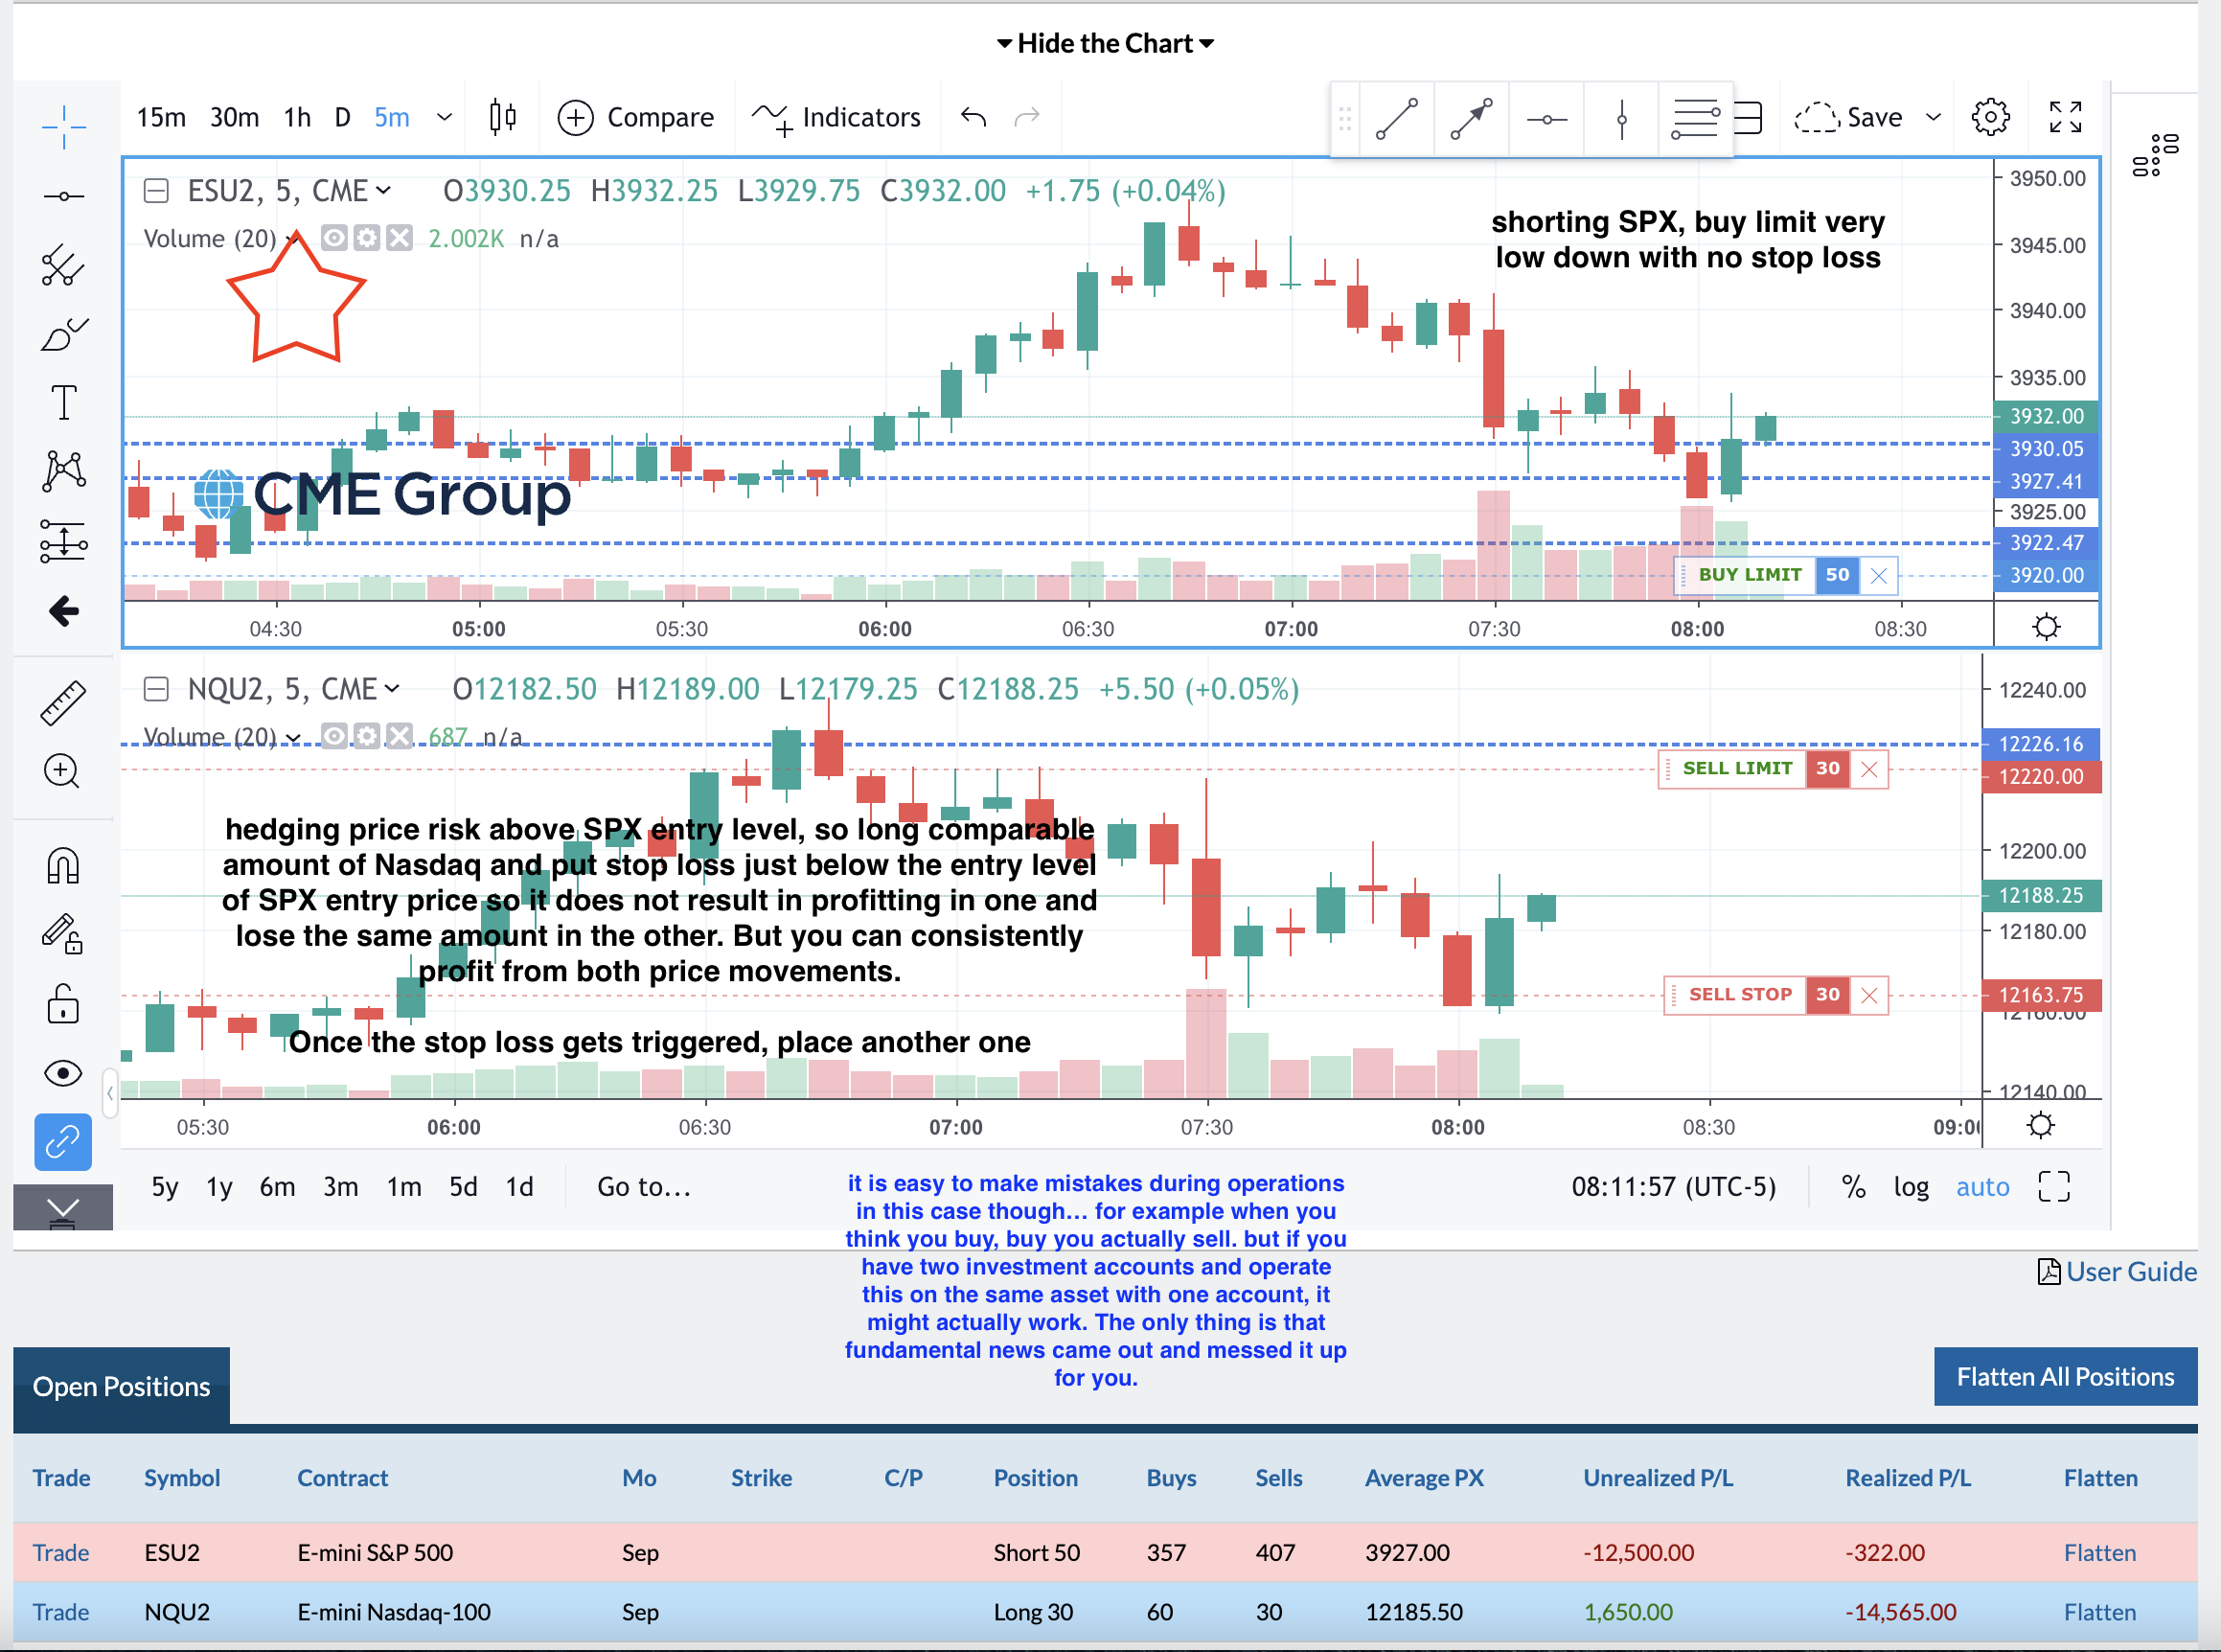 Hide the Chart
15m 30m 1h D 5m Compare Indicators Save
ESU2, 5, CME O3930.25 H3932.25 L3929.75 C3932.00 +1.75 (+0.04%)
Volume (20) 2.002K n/a
shorting SPX, buy limit very
low down with no stop loss
3950.00
3945.00
3940.00
3935.00
3932.00
3930.05
3927.41
3925.00
3922.47
3920.00
CME Group
BUY LIMIT 50
04:30 05:00 05:30 06:00 06:30 07:00 07:30 08:00 08:30
NQU2, 5, CME O12182.50 H12189.00 L12179.25 C12188.25 +5.50 (+0.05%)
Volume (20) 687 n/a
12240.00
12226.16
12220.00
12200.00
12188.25
12180.00
12163.75
12160.00
12140.00
SELL LIMIT 30
SELL STOP 30
hedging price risk above SPX entry level, so long comparable
amount of Nasdaq and put stop loss just below the entry level
of SPX entry price so it does not result in profitting in one and
lose the same amount in the other. But you can consistently
profit from both price movements.
Once the stop loss gets triggered, place another one
05:30 06:00 06:30 07:00 07:30 08:00 08:30 09:0
5y 1y 6m 3m 1m 5d 1d Go to... 08:11:57 (UTC-5) % log auto
it is easy to make mistakes during operations
in this case though... for example when you
think you buy, buy you actually sell. but if you
have two investment accounts and operate
this on the same asset with one account, it
might actually work. The only thing is that
fundamental news came out and messed it up
for you.
User Guide
Open Positions
Flatten All Positions
Trade Symbol Contract Mo Strike C/P Position Buys Sells Average PX Unrealized P/L Realized P/L Flatten
Trade ESU2 E-mini S&P 500 Sep Short 50 357 407 3927.00 -12,500.00 -322.00 Flatten
Trade NQU2 E-mini Nasdaq-100 Sep Long 30 60 30 12185.50 1,650.00 -14,565.00 Flatten